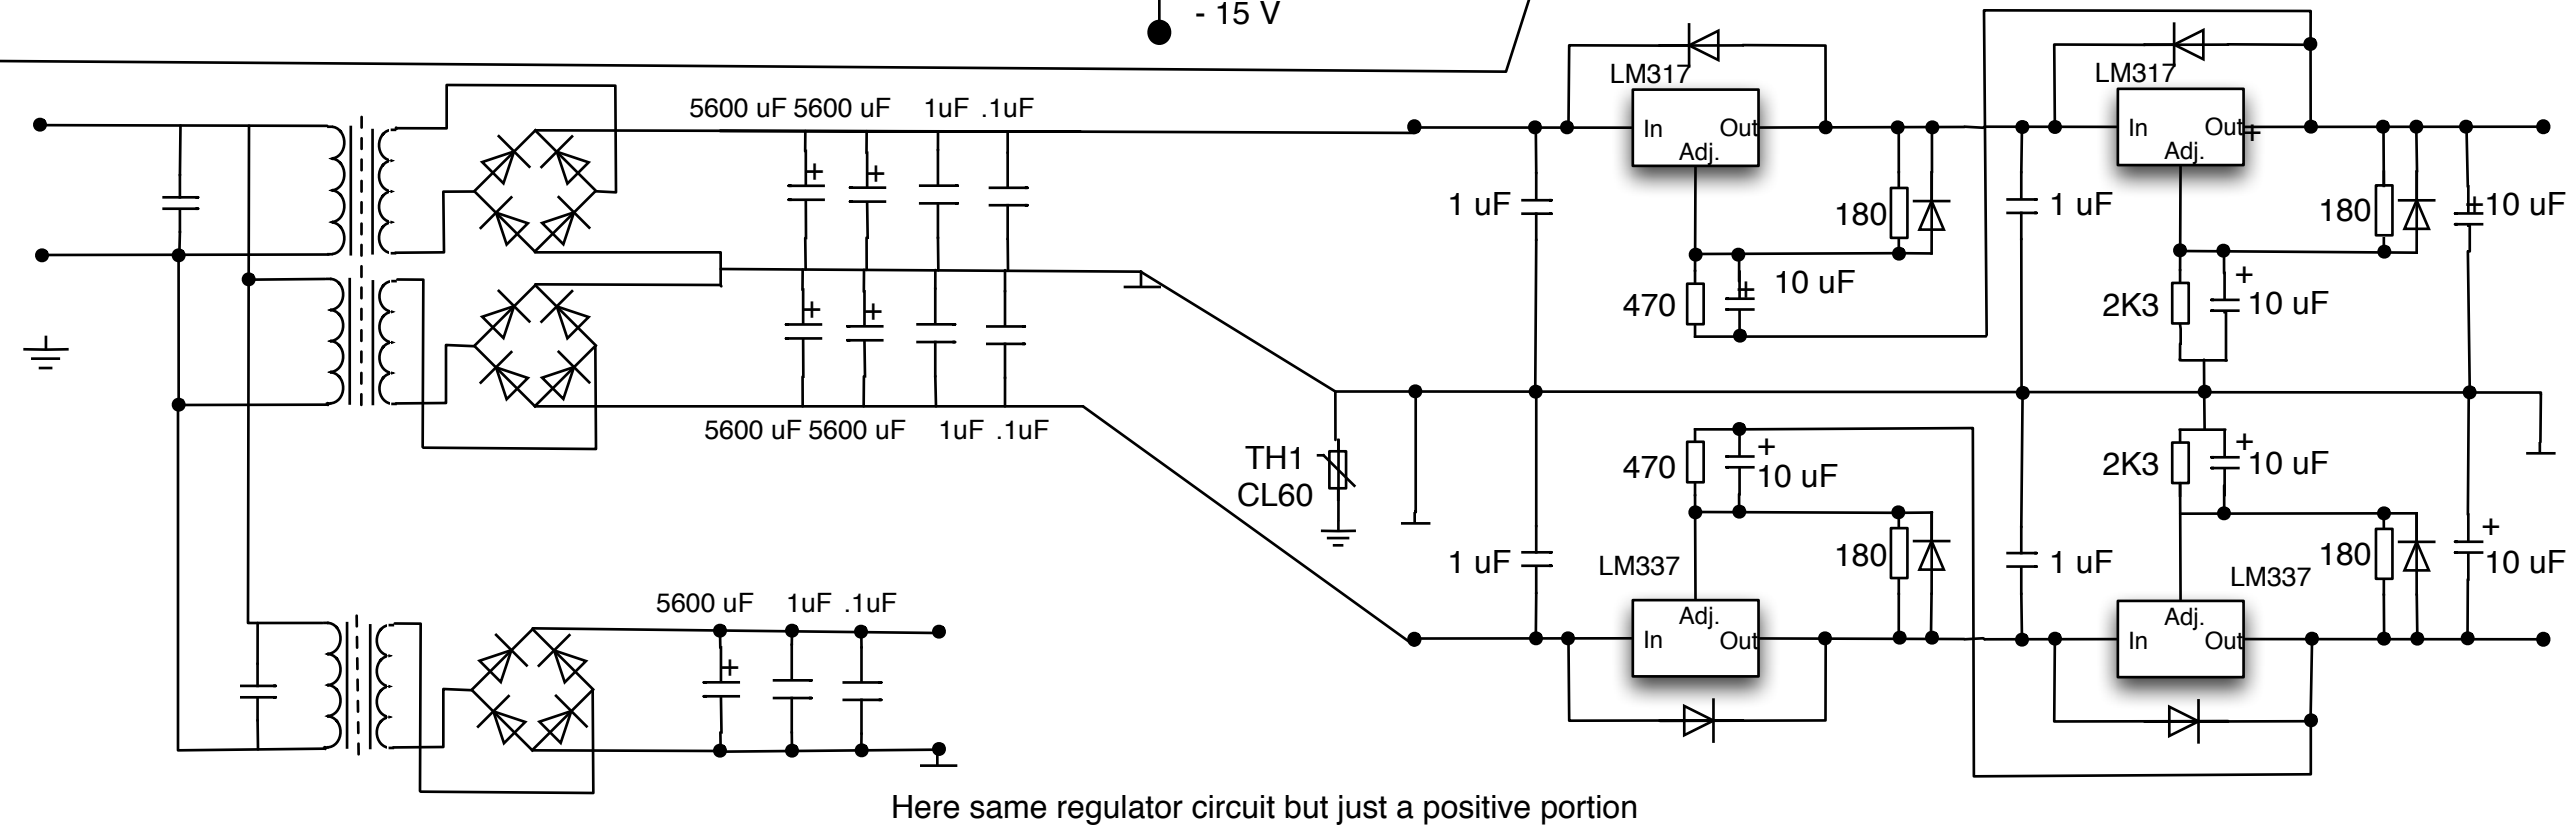 - 15 V
5600 uF 5600 uF 1uF .1uF
LM317
In
Out
Adj.
LM317
In
Out
+
Adj.
+
+
1 uF
180
1 uF
180
+
10 uF
470
+
10 uF
2K3
+
10 uF
+
+
5600 uF 5600 uF 1uF .1uF
TH1
CL60
470
+
10 uF
2K3
+
10 uF
1 uF
LM337
180
1 uF
LM337
180
+
10 uF
Adj.
In
Out
Adj.
In
Out
5600 uF 1uF .1uF
+
Here same regulator circuit but just a positive portion